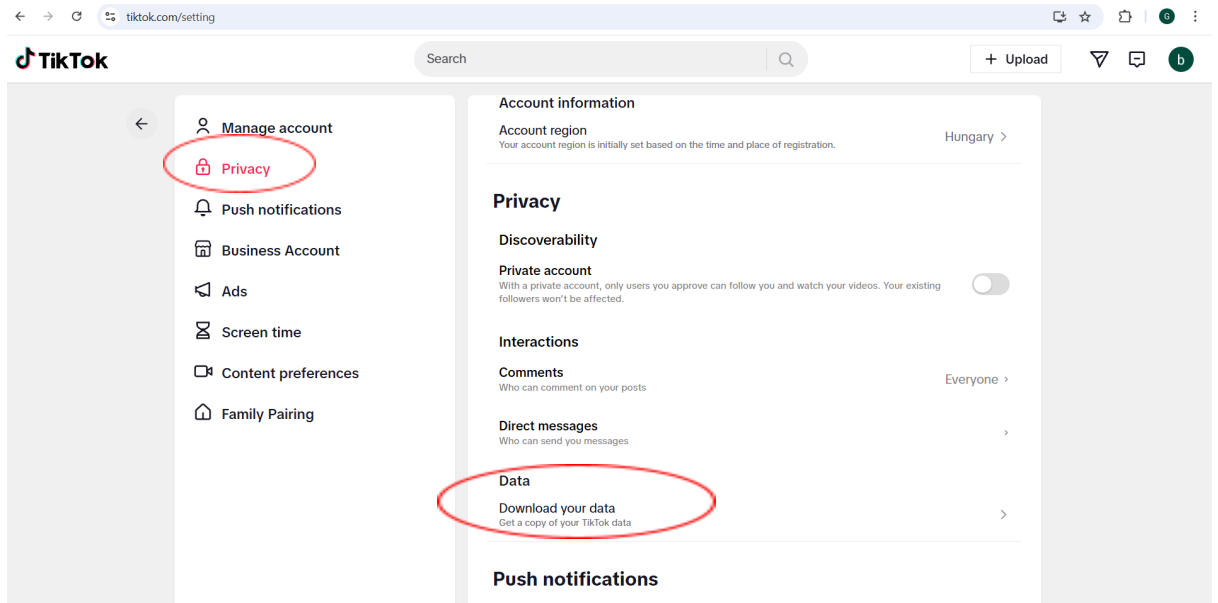 tiktok.com/setting
G
TikTok
Search
Upload
b
Manage account
Privacy
Push notifications
Business Account
Ads
Screen time
Content preferences
Family Pairing
Account information
Account region
Your account region is initially set based on the time and place of registration.
Hungary
Privacy
Discoverability
Private account
With a private account, only users you approve can follow you and watch your videos. Your existing
followers won't be affected.
Interactions
Comments
Who can comment on your posts
Everyone
Direct messages
Who can send you messages
Data
Download your data
Get a copy of your TikTok data
Push notifications